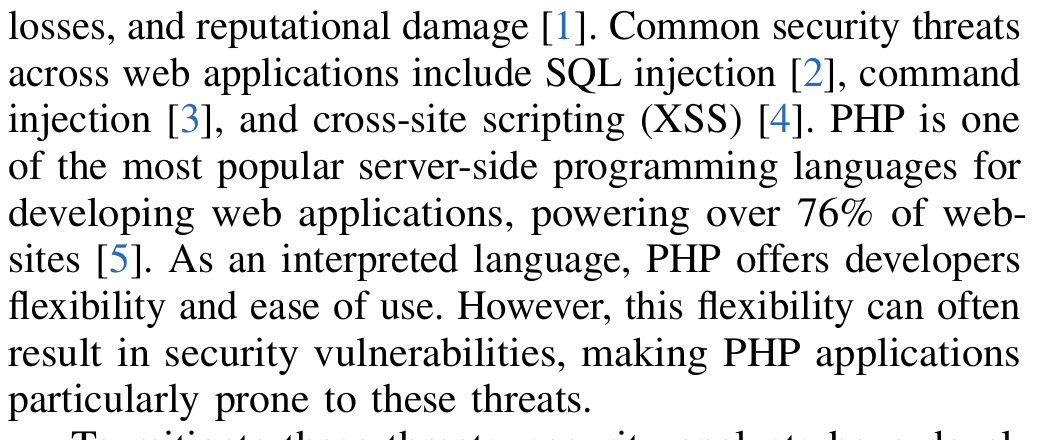 losses, and reputational damage [1]. Common security threats
across web applications include SQL injection [2], command
injection [3], and cross-site scripting (XSS) [4]. PHP is one
of the most popular server-side programming languages for
developing web applications, powering over 76% of web-
sites [5]. As an interpreted language, PHP offers developers
flexibility and ease of use. However, this flexibility can often
result in security vulnerabilities, making PHP applications
particularly prone to these threats.